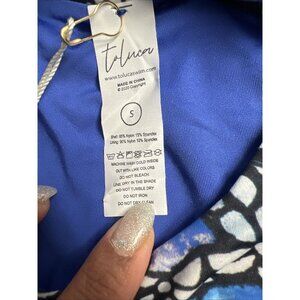 toluca
www.tolucaswim.com
MADE IN
CHINA
© 2020 Copyright
S
Shell: 85% Nylon 15% Spandex
Lining: 90% Nylon 10% Spandex
MACHINE WASH COLD INSIDE
OUT WITH LIKE COLORS
DO NOT BLEACH
LINE DRY IN THE SHADE
DO NOT TUMBLE DRY
DO NOT IRON
DO NOT DRY CLEAN